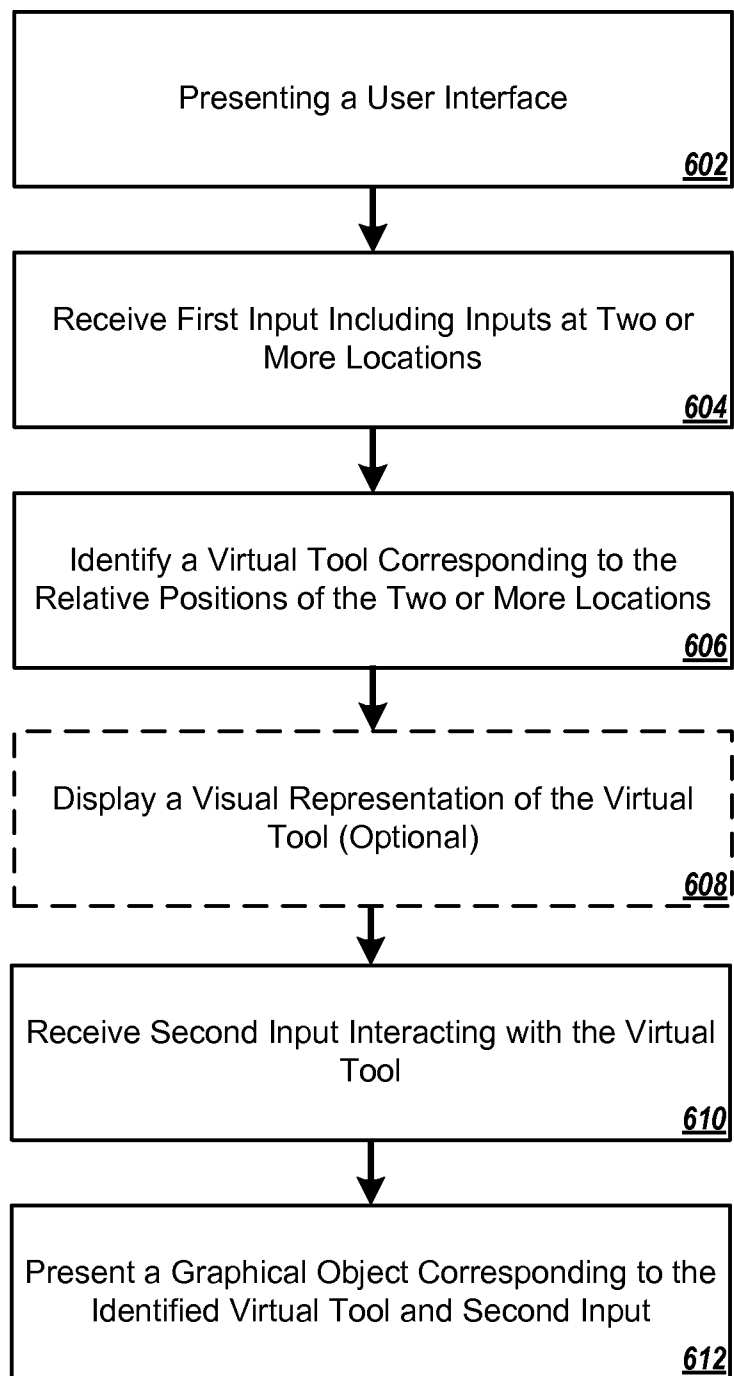 Presenting a User Interface
602
Receive First Input Including Inputs at Two or
More Locations
604
Identify a Virtual Tool Corresponding to the
Relative Positions of the Two or More Locations
606
Display a Visual Representation of the Virtual
Tool (Optional)
608
Receive Second Input Interacting with the Virtual
Tool
610
Present a Graphical Object Corresponding to the
Identified Virtual Tool and Second Input
612